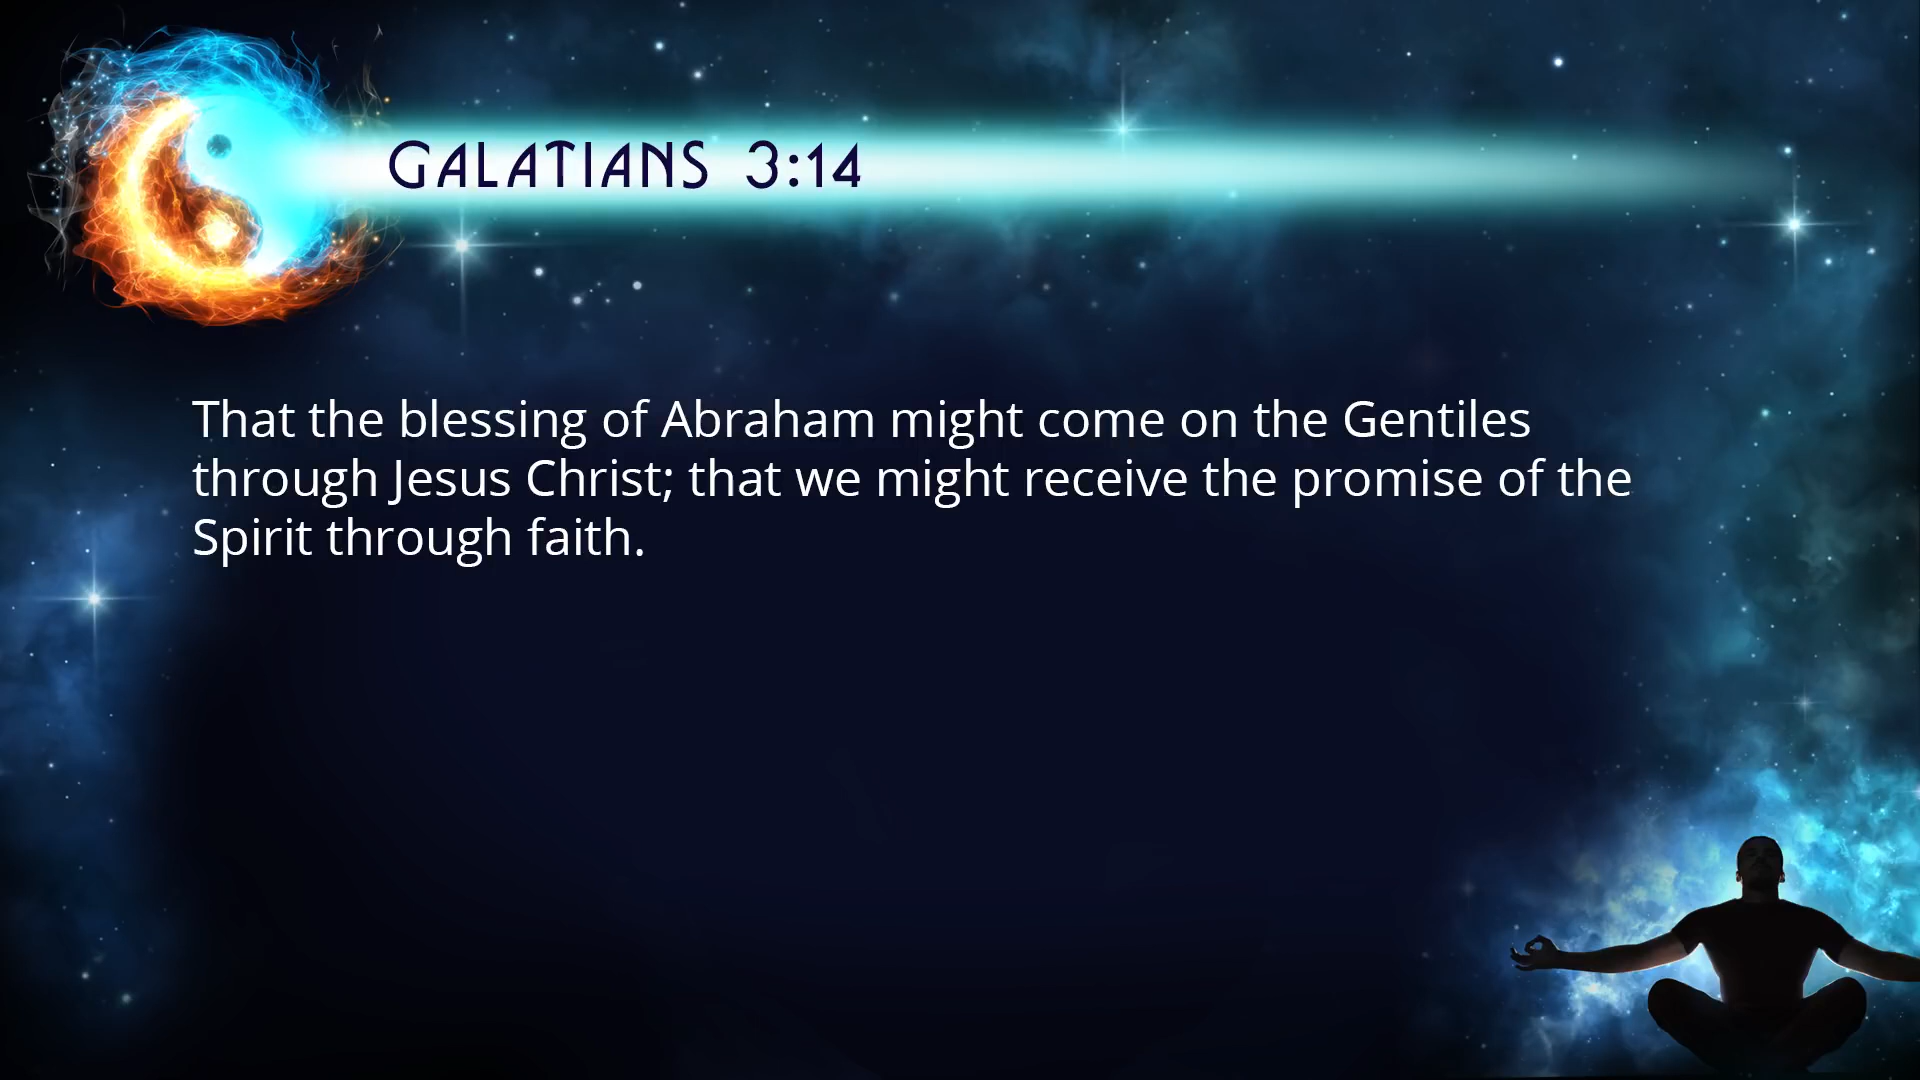 GALATIANS 3:14
That the blessing of Abraham might come on the Gentiles
through Jesus Christ; that we might receive the promise of the
Spirit through faith.